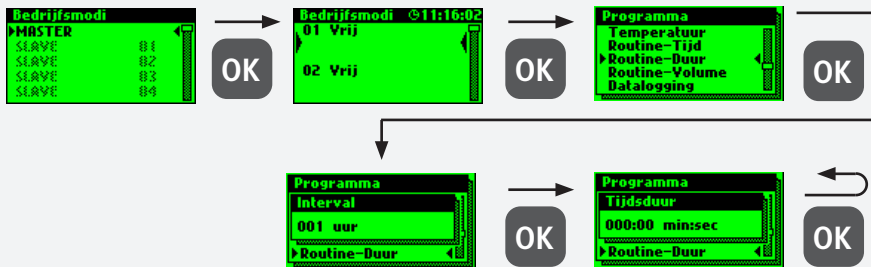 Bedrijfsmodi
MASTER
SLAVE 01
SLAVE 02
SLAVE 03
SLAVE 04
OK
Bedrijfsmodi 11:16:02
01 Vrij
02 Vrij
OK
Programma
Temperatuur
Routine-Tijd
Routine-Duur
Routine-Volume
Datalogging
OK
Programma
Interval
001 uur
Routine-Duur
OK
Programma
Tijdsduur
000:00 min:sec
Routine-Duur
OK